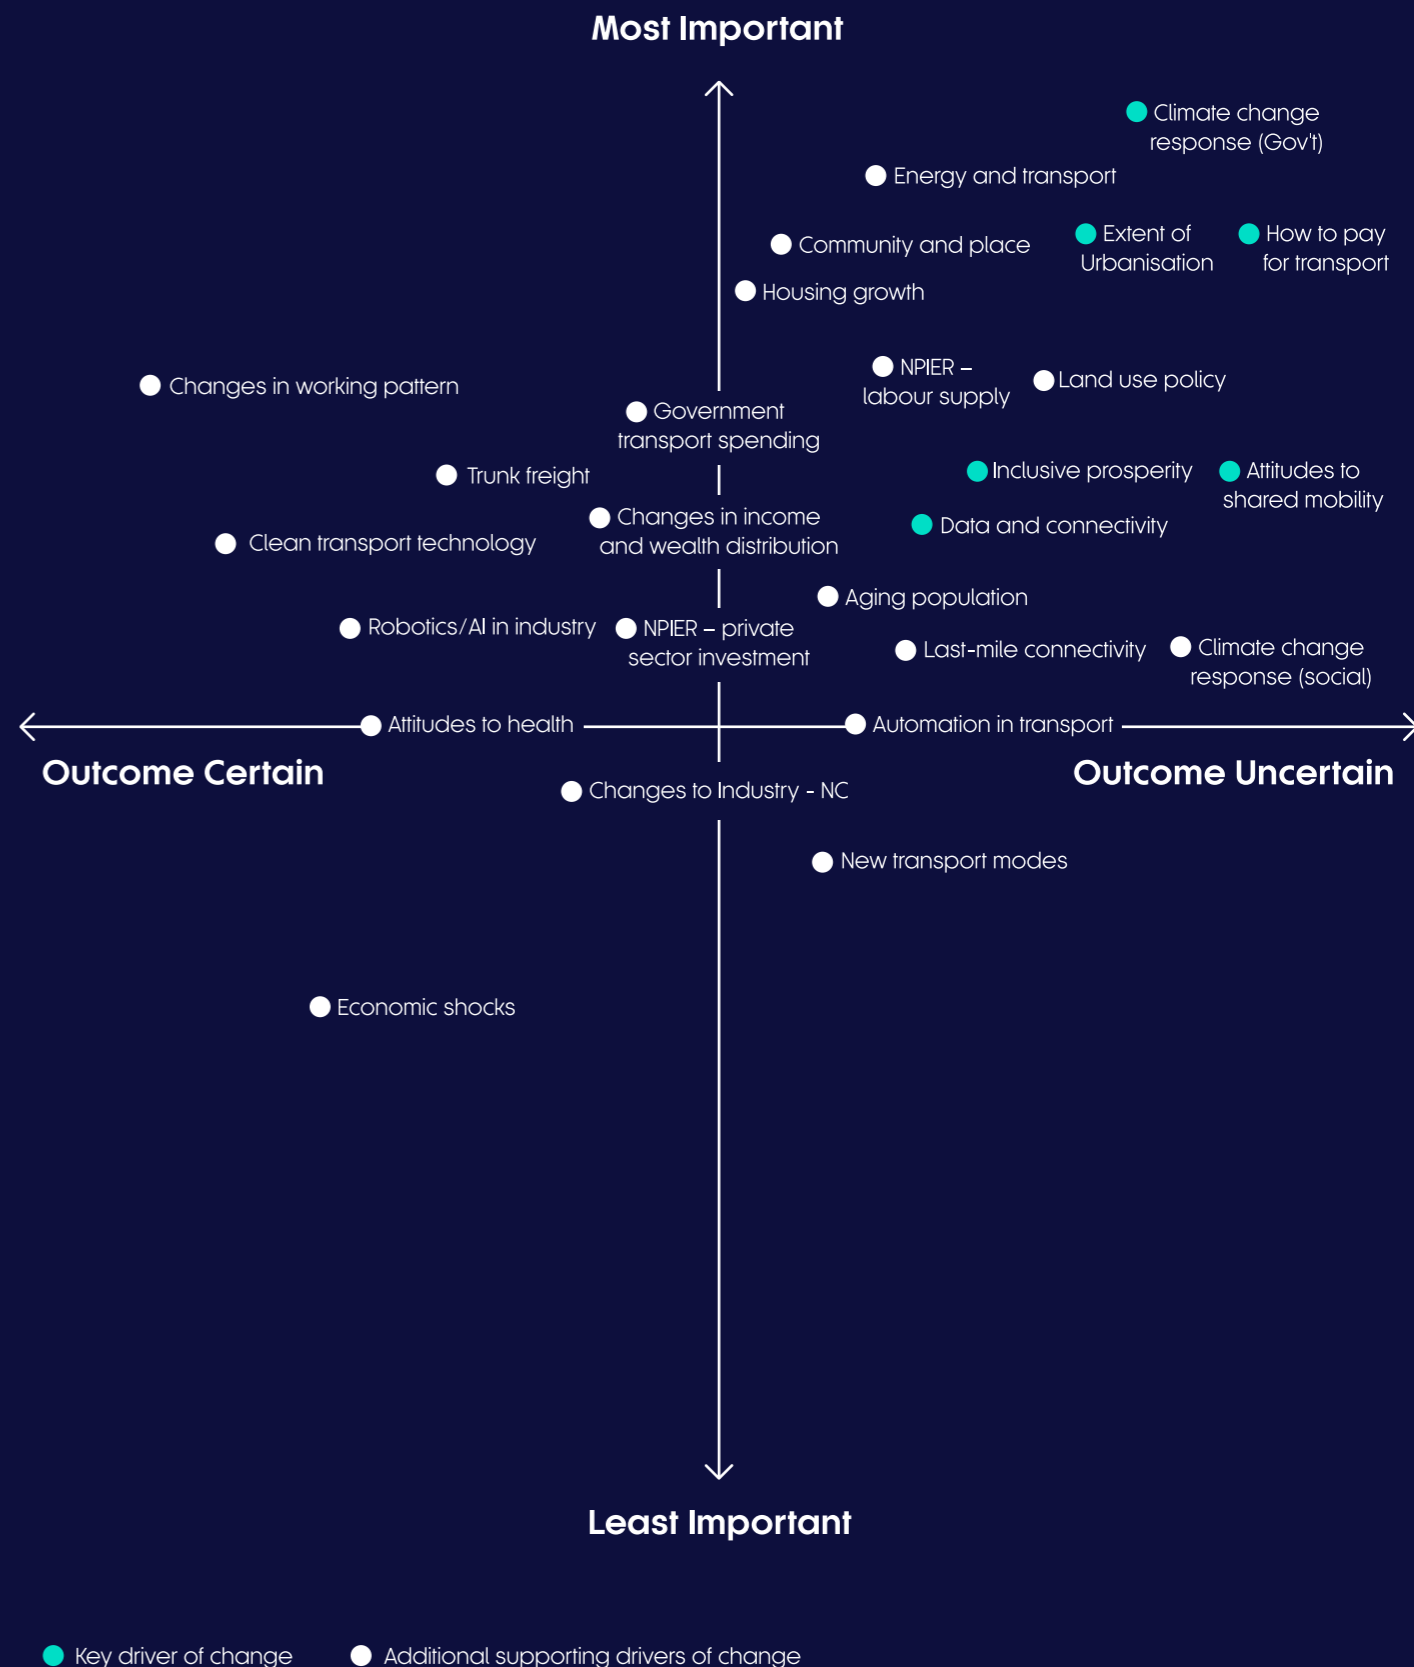 Most Important
Climate change
response (Gov't)
Energy and transport
Extent of
Urbanisation
How to pay
for transport
Community and place
Housing growth
NPIER –
labour supply
Land use policy
Changes in working pattern
Government
transport spending
Trunk freight
Inclusive prosperity
Attitudes to
shared mobility
Changes in income
and wealth distribution
Data and connectivity
Clean transport technology
Aging population
Robotics/AI in industry
NPIER – private
sector investment
Last-mile connectivity
Climate change
response (social)
Attitudes to health
Automation in transport
Outcome Certain
Outcome Uncertain
Changes to Industry - NC
New transport modes
Economic shocks
Least Important
Key driver of change
Additional supporting drivers of change